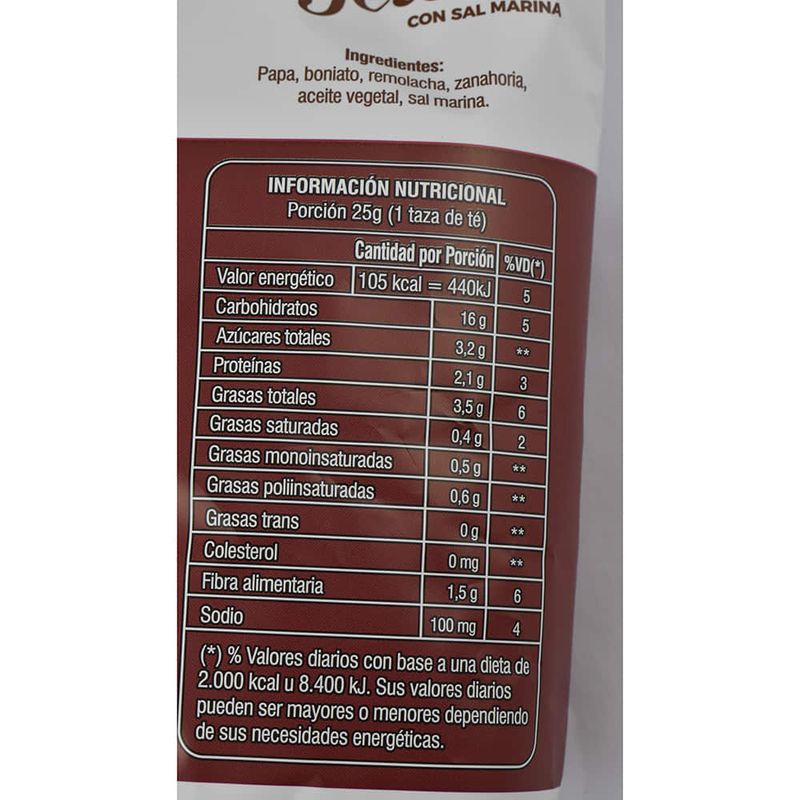 CON SAL MARINA
Ingredientes:
Papa, boniato, remolacha, zanahoria,
aceite vegetal, sal marina.
INFORMACIÓN NUTRICIONAL
Porción 25g (1 taza de té)
Cantidad por Porción %VD(*)
Valor energético 105 kcal = 440kJ 5
Carbohidratos 16 g 5
Azúcares totales 3,2 g **
Proteínas 2,1 g 3
Grasas totales 3,5 g 6
Grasas saturadas 0,4 g 2
Grasas monoinsaturadas 0,5 g **
Grasas poliinsaturadas 0,6 g **
Grasas trans 0 g **
Colesterol 0 mg **
Fibra alimentaria 1,5 g 6
Sodio 100 mg 4
(*) % Valores diarios con base a una dieta de
2.000 kcal u 8.400 kJ. Sus valores diarios
pueden ser mayores o menores dependiendo
de sus necesidades energéticas.